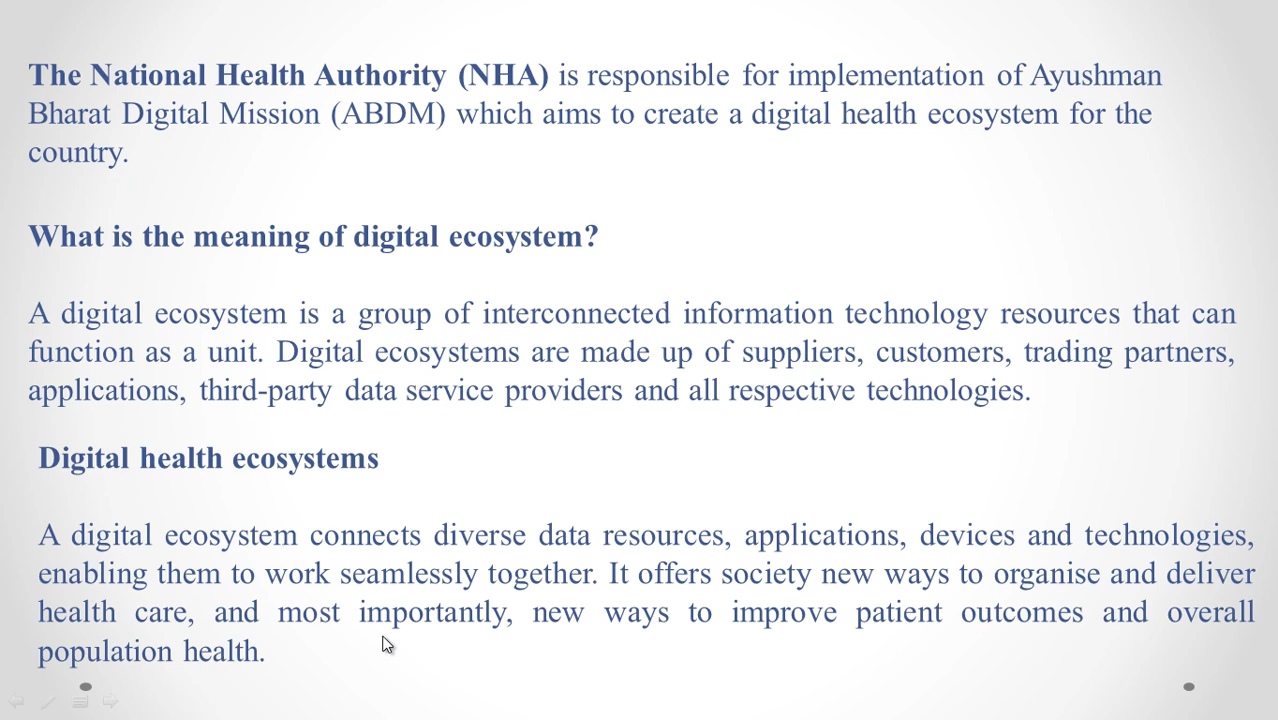 The National Health Authority (NHA) is responsible for implementation of Ayushman
Bharat Digital Mission (ABDM) which aims to create a digital health ecosystem for the
country.
What is the meaning of digital ecosystem?
A digital ecosystem is a group of interconnected information technology resources that can
function as a unit. Digital ecosystems are made up of suppliers, customers, trading partners,
applications, third-party data service providers and all respective technologies.
Digital health ecosystems
A digital ecosystem connects diverse data resources, applications, devices and technologies,
enabling them to work seamlessly together. It offers society new ways to organise and deliver
health care, and most importantly, new ways to improve patient outcomes and overall
population health.